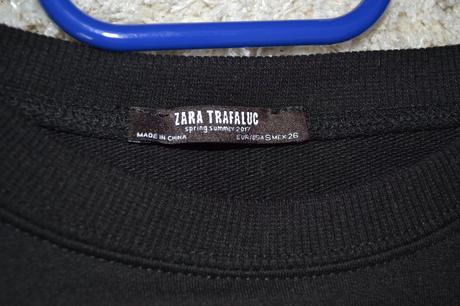 ZARA TRAFALUC
spring summer 2017
MADE IN CHINA EUR/USA S MEX 26